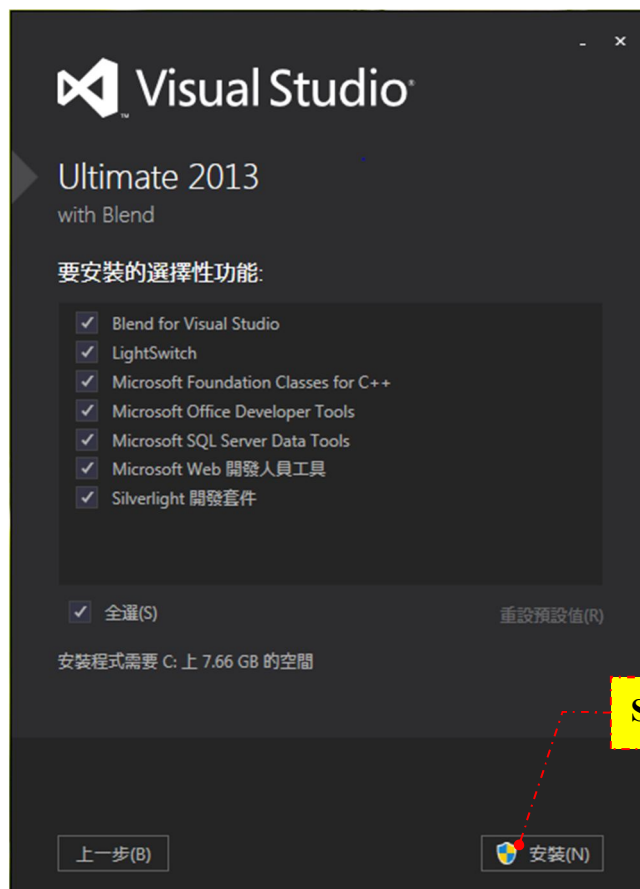 Visual Studio
Ultimate 2013
with Blend
要安裝的選擇性功能:
Blend for Visual Studio
LightSwitch
Microsoft Foundation Classes for C++
Microsoft Office Developer Tools
Microsoft SQL Server Data Tools
Microsoft Web 開發人員工具
Silverlight 開發套件
全選(S)
重設預設值(R)
安裝程式需要 C: 上 7.66 GB 的空間
上一步(B)
安裝(N)